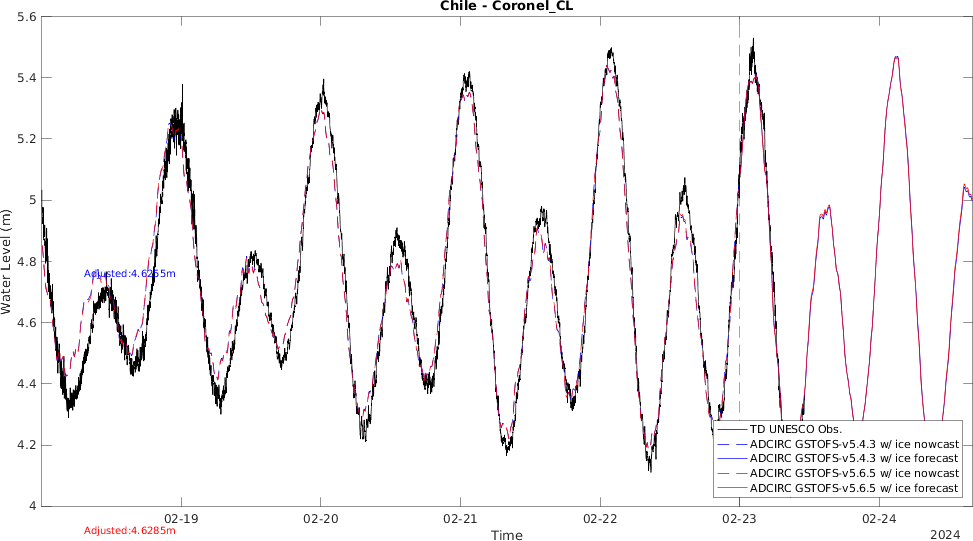 Chile - Coronel_CL
Water Level (m)
5.6
5.4
5.2
5
4.8
4.6
4.4
4.2
4
Adjusted:4.6255m
TD UNESCO Obs.
ADCIRC GSTOFS-v5.4.3 w/ ice nowcast
ADCIRC GSTOFS-v5.4.3 w/ ice forecast
ADCIRC GSTOFS-v5.6.5 w/ ice nowcast
ADCIRC GSTOFS-v5.6.5 w/ ice forecast
02-19
02-20
02-21
02-22
02-23
02-24
Adjusted:4.6285m
Time
2024